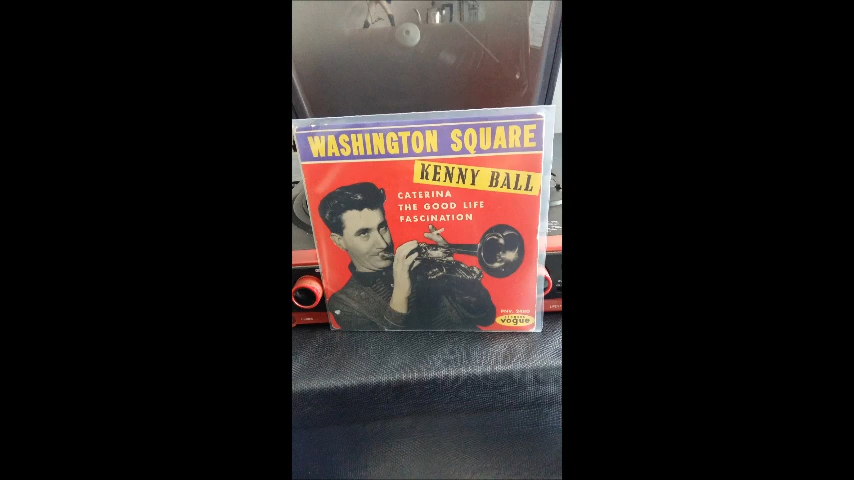 WASHINGTON SQUARE
KENNY BALL
CATERINA
THE GOOD LIFE
FASCINATION
vogue